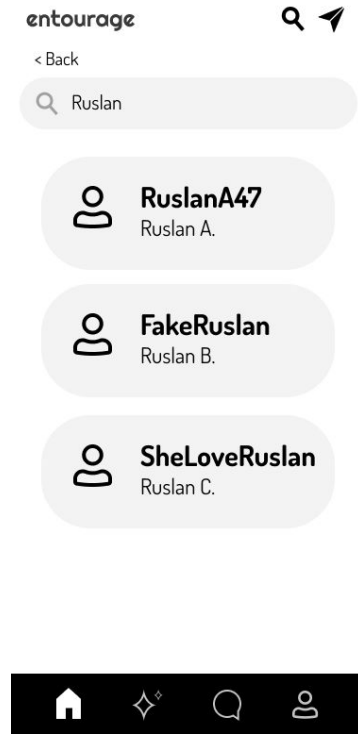 entourage
< Back
Ruslan
RuslanA47
Ruslan A.
FakeRuslan
Ruslan B.
SheLoveRuslan
Ruslan C.